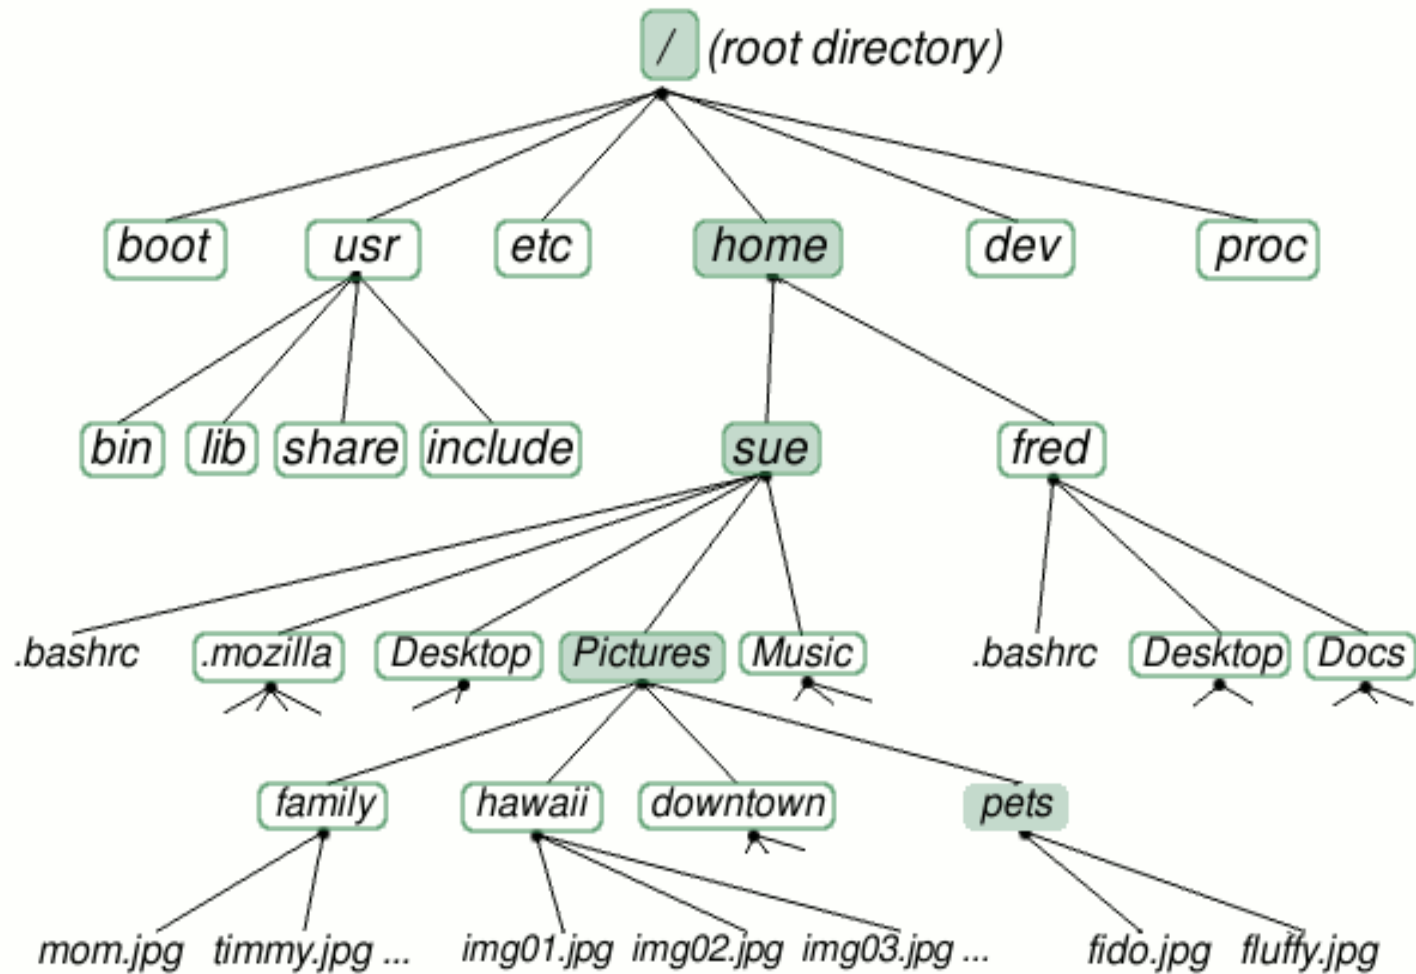 / (root directory)
boot usr etc home dev proc
bin lib share include sue fred
.bashrc .mozilla Desktop Pictures Music .bashrc Desktop Docs
family hawaii downtown pets
mom.jpg timmy.jpg ... img01.jpg img02.jpg img03.jpg ... fido.jpg fluffy.jpg